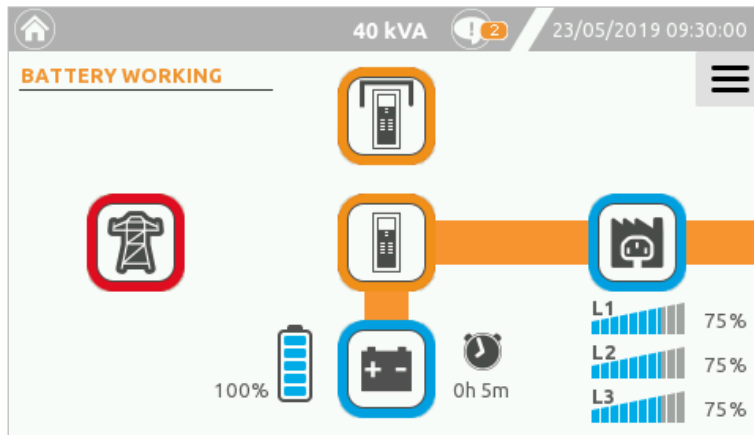 40 kVA
2
23/05/2019 09:30:00
BATTERY WORKING
L1
75%
L2
75%
100%
0h 5m
L3
75%